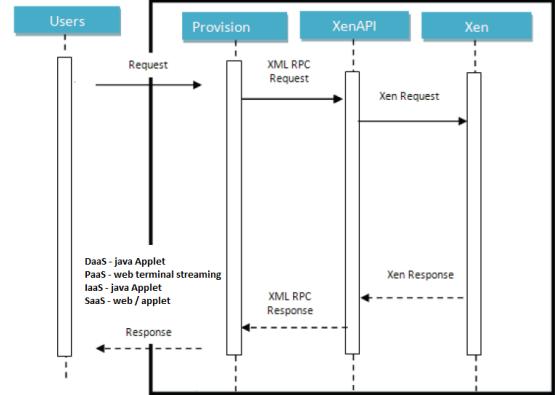 Users
Provision
XenAPI
Xen
Request
XML RPC
Request
Xen Request
DaaS - java Applet
PaaS - web terminal streaming
IaaS - java Applet
SaaS - web / applet
Xen Response
XML RPC
Response
Response